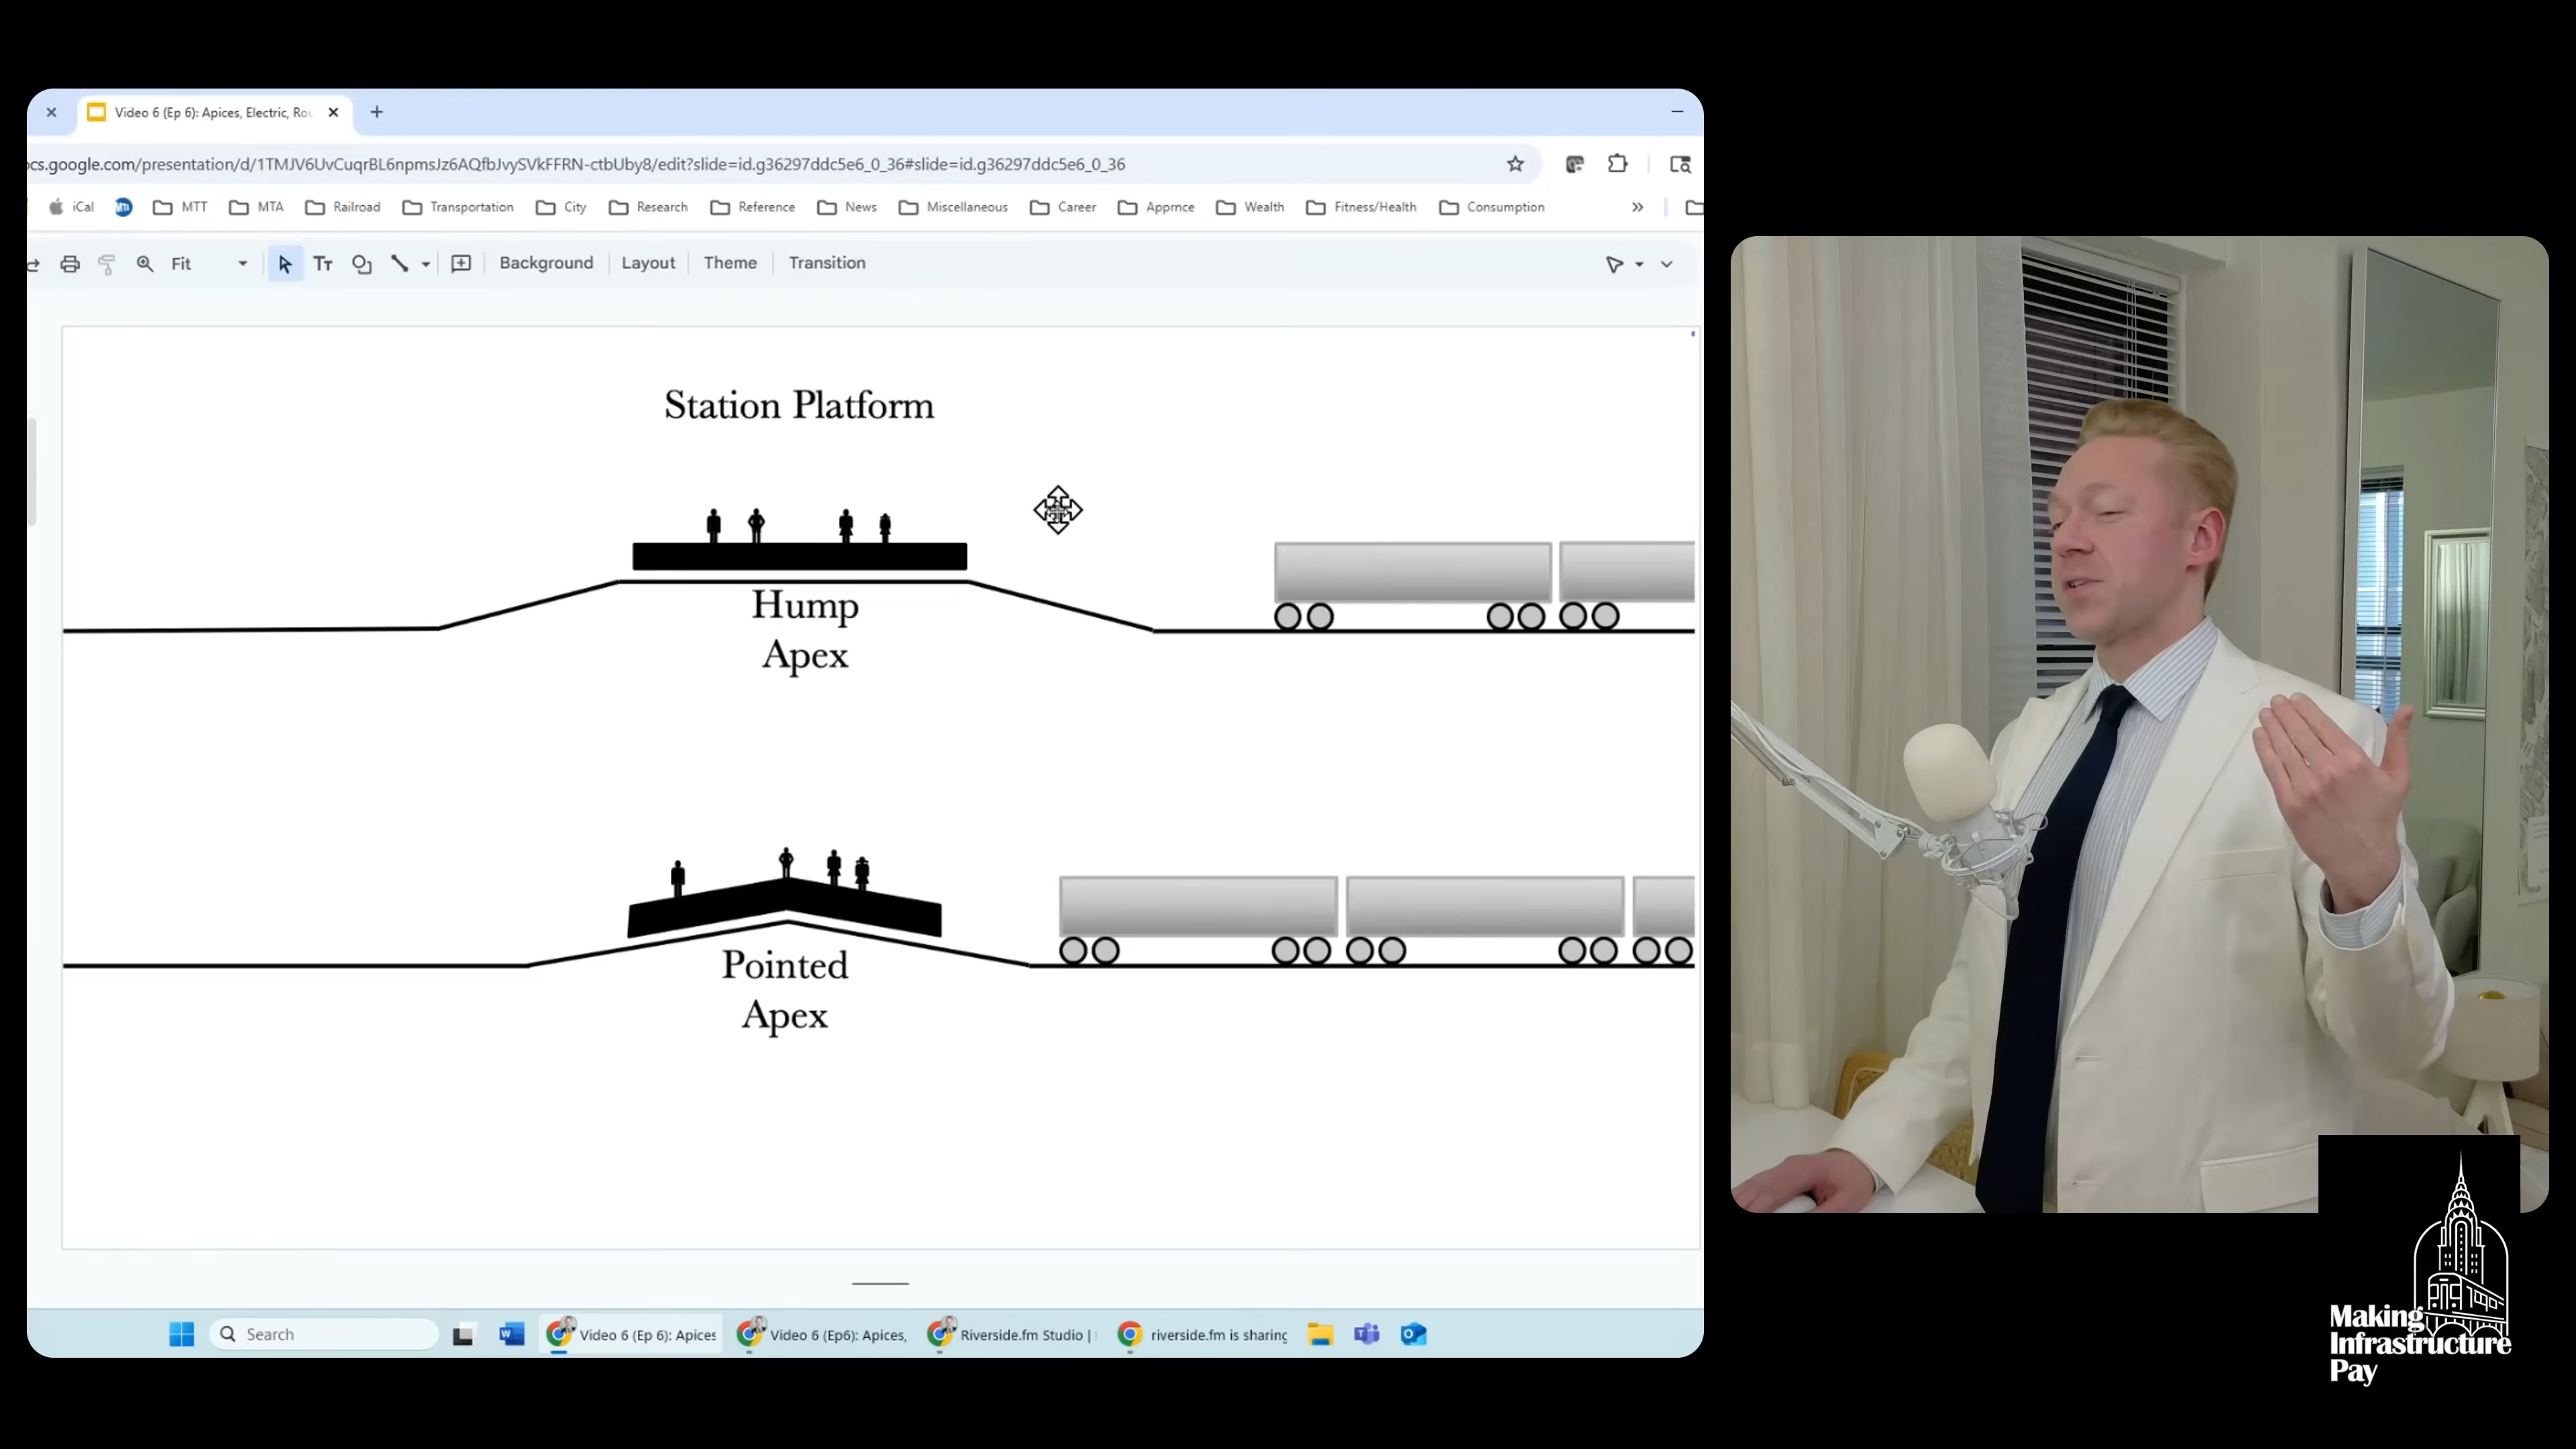 Video 6 (Ep 6): Apices, Electric, Rou
ocs.google.com/presentation/d/1TMJV6UvCuqrBL6npmsJz6AQfbJvySVkFFRN-ctbUby8/edit?slide=id.g36297ddc5e6_0_36#slide=id.g36297ddc5e6_0_36
iCal MTT MTA Railroad Transportation City Research Reference News Miscellaneous Career Apprnce Wealth Fitness/Health Consumption
Fit Background Layout Theme Transition
Station Platform
Hump
Apex
Pointed
Apex
Search Video 6 (Ep 6): Apices Video 6 (Ep6): Apices, Riverside.fm Studio | riverside.fm is sharing
Making
Infrastructure
Pay